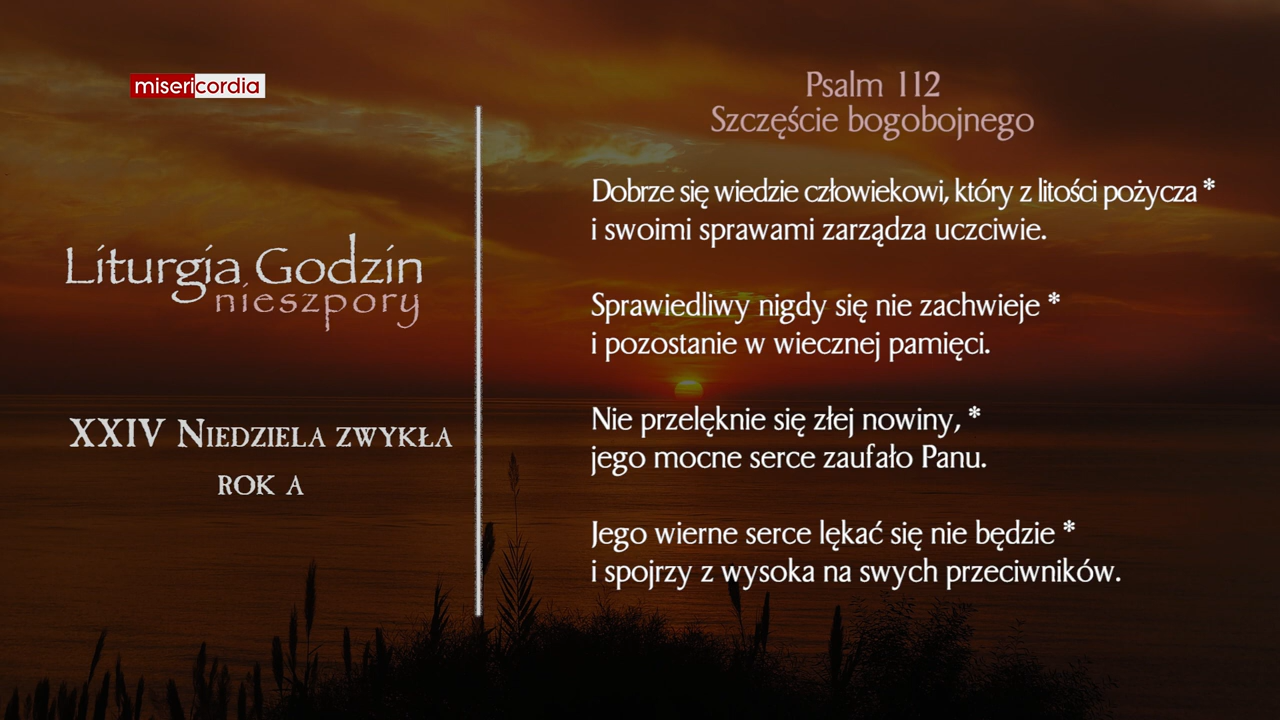 misericordia
Liturgia Godzin
nieszpory
XXIV Niedziela zwykła
rok A
Psalm 112
Szczęście bogobojnego
Dobrze się wiedzie człowiekowi, który z litości pożycza *
i swoimi sprawami zarządza uczciwie.
Sprawiedliwy nigdy się nie zachwieje *
i pozostanie w wiecznej pamięci.
Nie przelęknie się złej nowiny, *
jego mocne serce zaufało Panu.
Jego wierne serce lękać się nie będzie *
i spojrzy z wysoka na swych przeciwników.